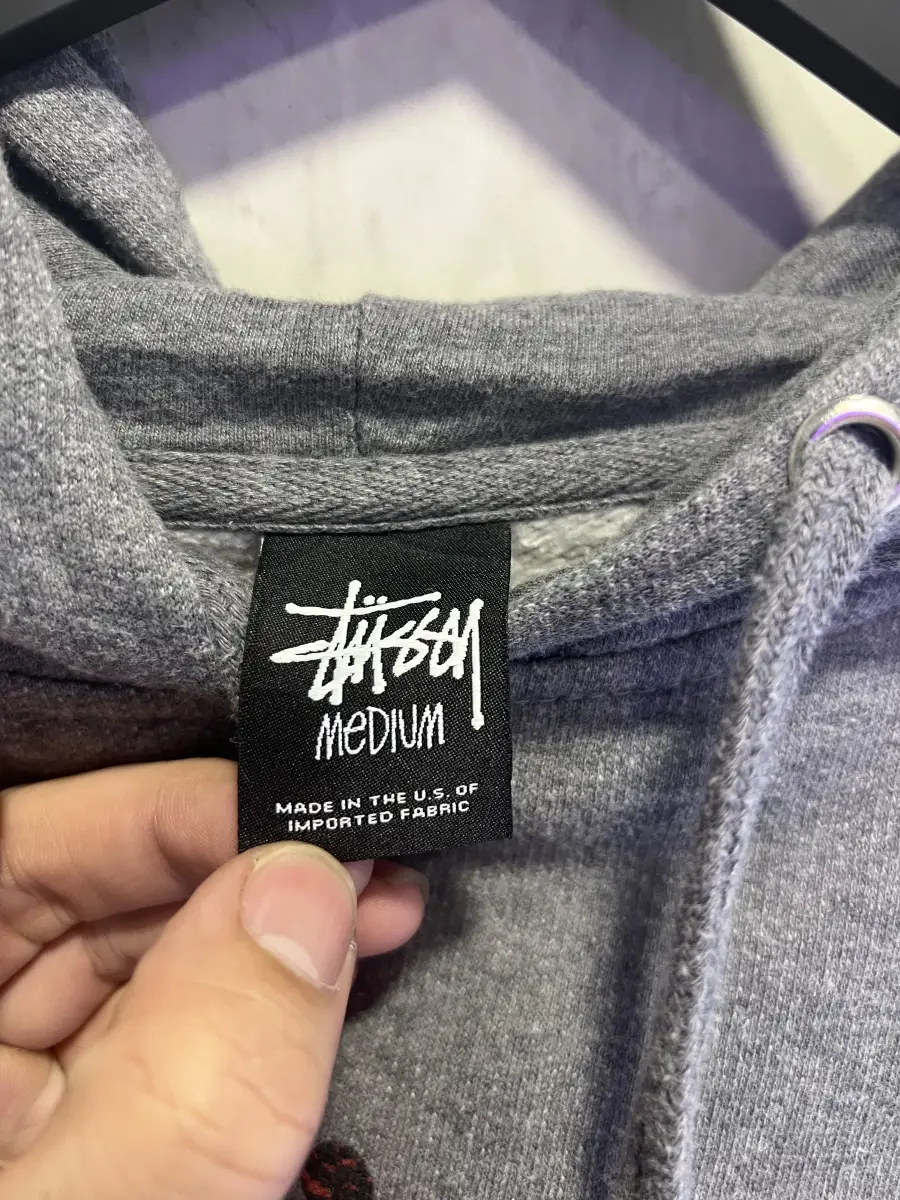 Stüssy
MEDIUM
MADE IN THE U.S. OF
IMPORTED FABRIC